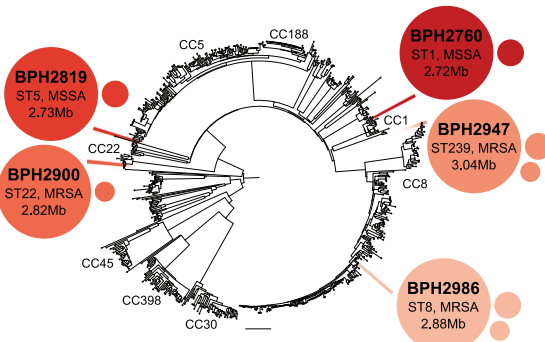 CC5
CC188
BPH2760
ST1, MSSA
2.72Mb
BPH2819
ST5, MSSA
2.73Mb
CC1
BPH2947
ST239, MRSA
3.04Mb
CC22
BPH2900
ST22, MRSA
2.82Mb
CC8
CC45
CC398
CC30
BPH2986
ST8, MRSA
2.88Mb